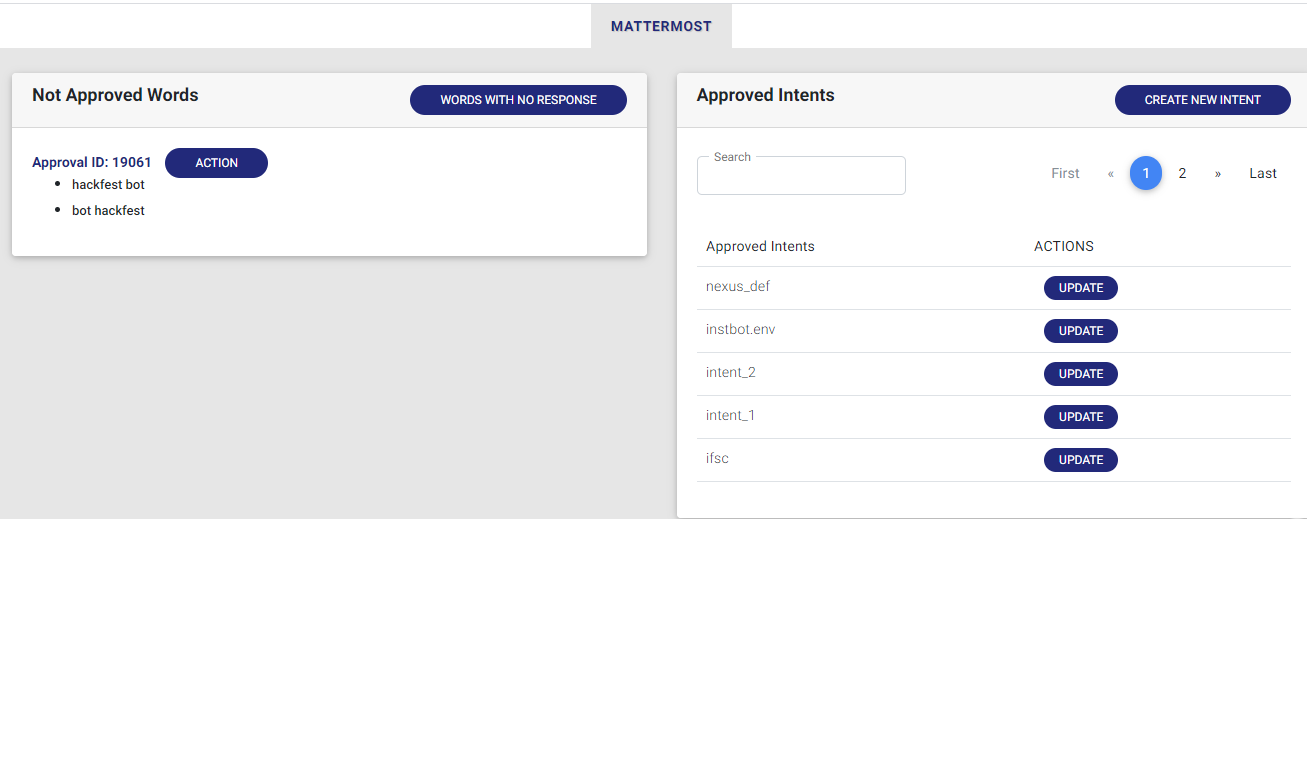 MATTERMOST
Not Approved Words
WORDS WITH NO RESPONSE
Approval ID: 19061
ACTION
hackfest bot
bot hackfest
Approved Intents
CREATE NEW INTENT
Search
First « 1 2 » Last
Approved Intents ACTIONS
nexus_def UPDATE
instbot.env UPDATE
intent_2 UPDATE
intent_1 UPDATE
ifsc UPDATE